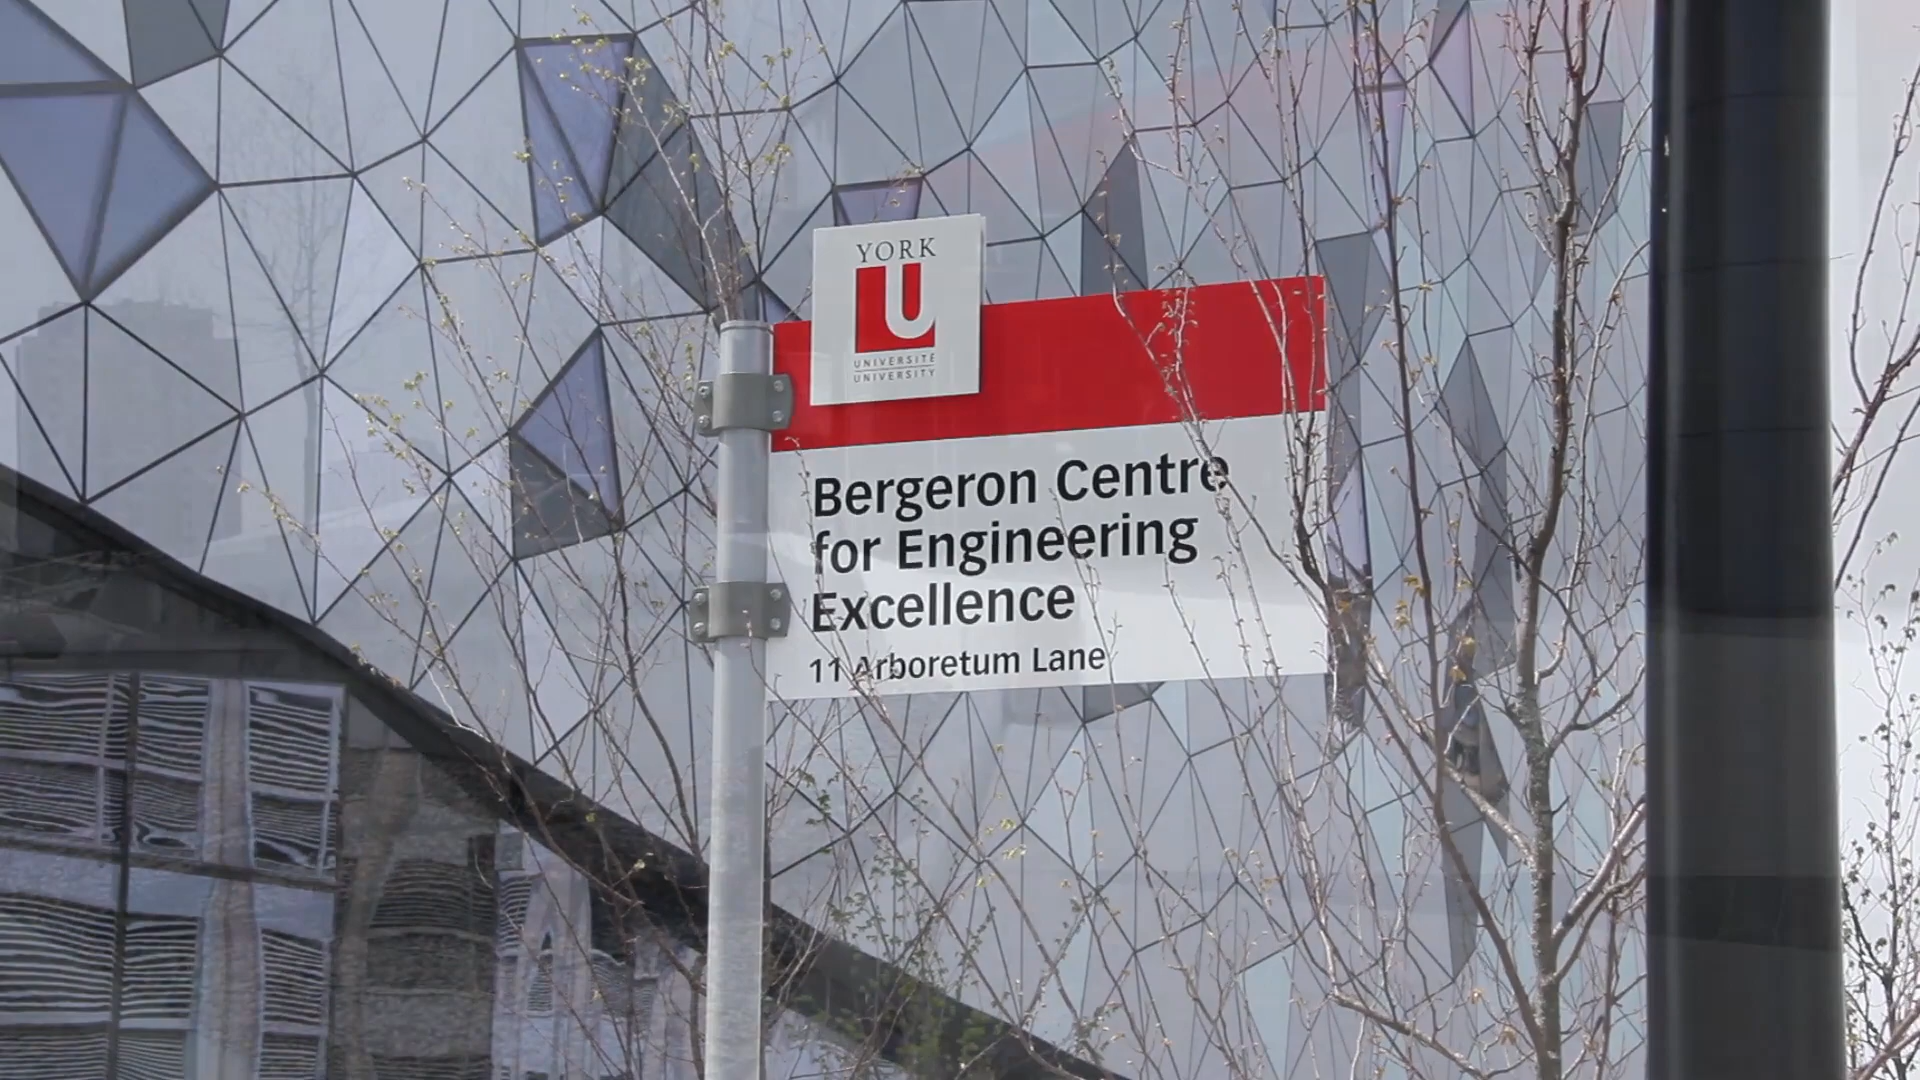 YORK
U
UNIVERSITÉ
UNIVERSITY
Bergeron Centre
for Engineering
Excellence
11 Arboretum Lane